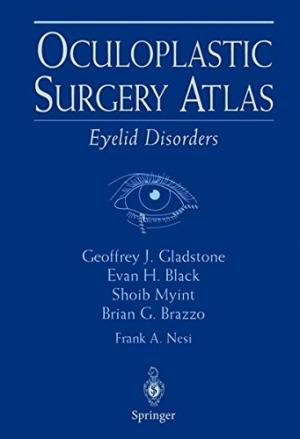 OCULOPLASTIC
SURGERY ATLAS
Eyelid Disorders
Geoffrey J. Gladstone
Evan H. Black
Shoib Myint
Brian G. Brazzo
Frank A. Nesi
Springer